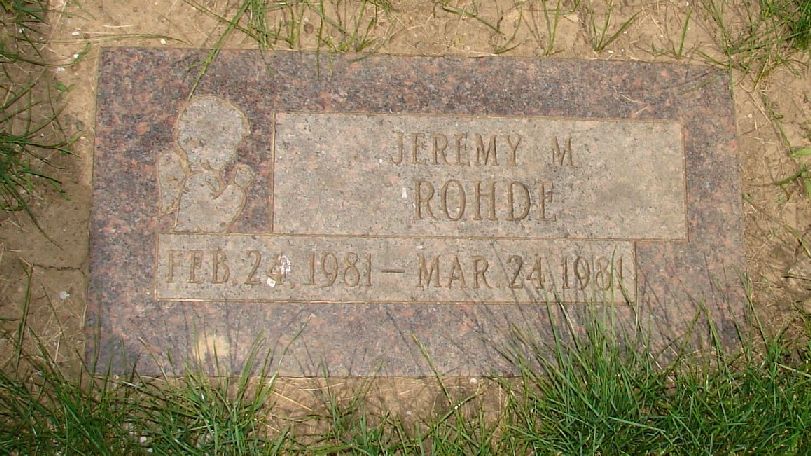 JEREMY M
ROHDE
FEB. 24, 1981 — MAR. 24, 1981